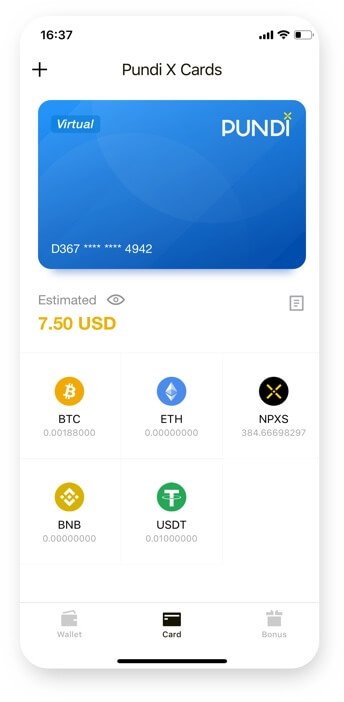 16:37
Pundi X Cards
Virtual
PUNDI
D367 **** **** 4942
Estimated
7.50 USD
BTC
0.00188000
ETH
0.00000000
NPXS
384.66698297
BNB
0.00000000
USDT
0.01000000
Wallet
Card
Bonus